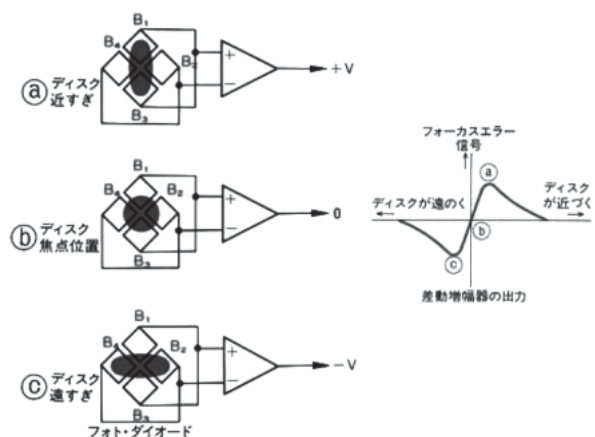 B₁
B₄
B₂
ⓐ ディスク
近すぎ
B₃
+
−
+V
B₁
B₄
B₂
ⓑ ディスク
焦点位置
B₃
+
−
0
B₁
B₄
B₂
ⓒ ディスク
遠すぎ
B₃
フォト・ダイオード
+
−
−V
フォーカスエラー
信号
ⓐ
ディスクが遠のく
ディスク
が近づく
ⓑ
ⓒ
差動増幅器の出力